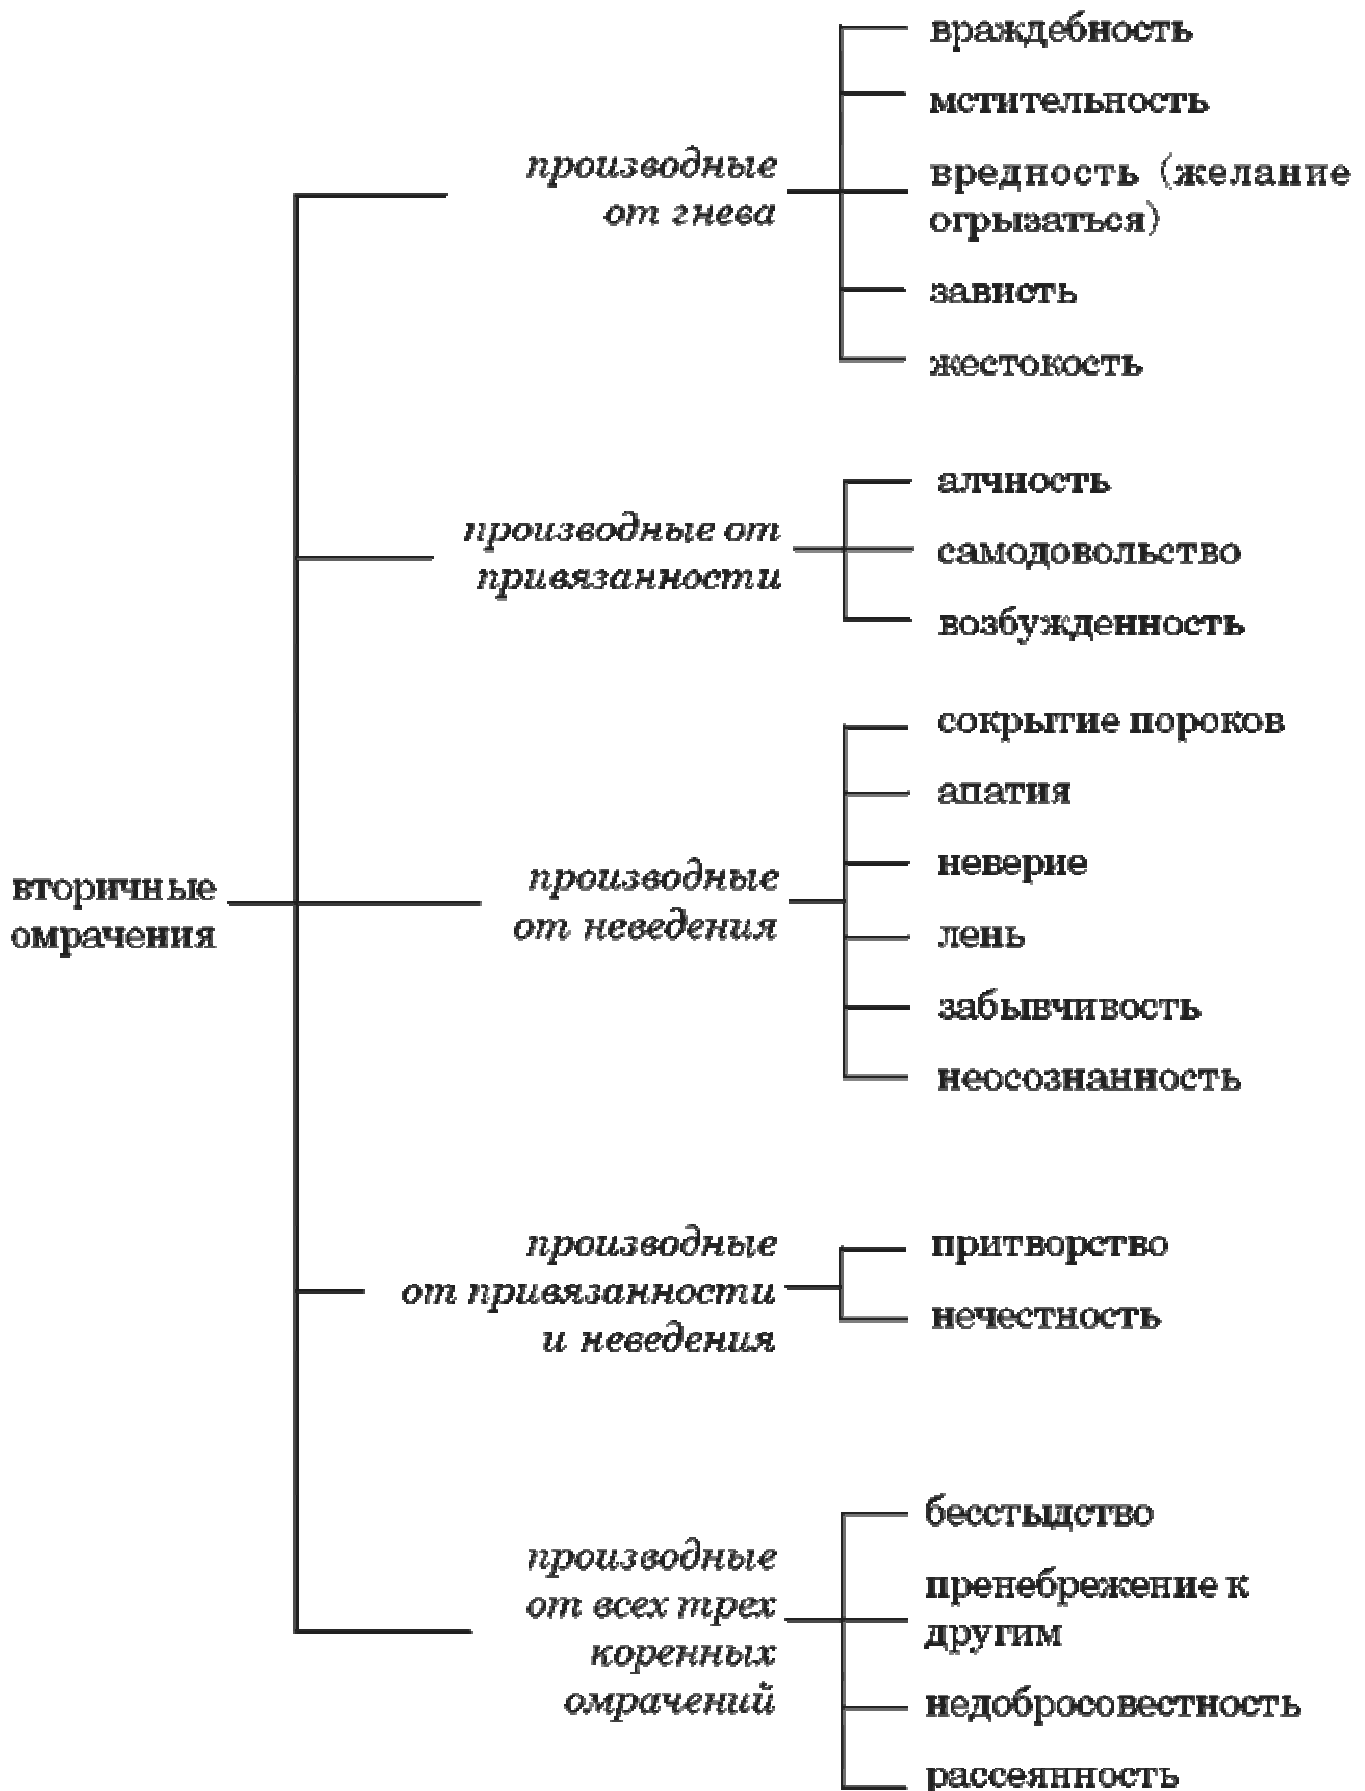 вторичные
омрачения
производные
от гнева
враждебность
мстительность
вредность (желание
огрызаться)
зависть
жестокость
производные от
привязанности
алчность
самодовольство
возбужденность
производные
от неведения
сокрытие пороков
апатия
неверие
лень
забывчивость
неосознанность
производные
от привязанности
и неведения
притворство
нечестность
производные
от всех трех
коренных
омрачений
бесстыдство
пренебрежение к
другим
недобросовестность
рассеянность